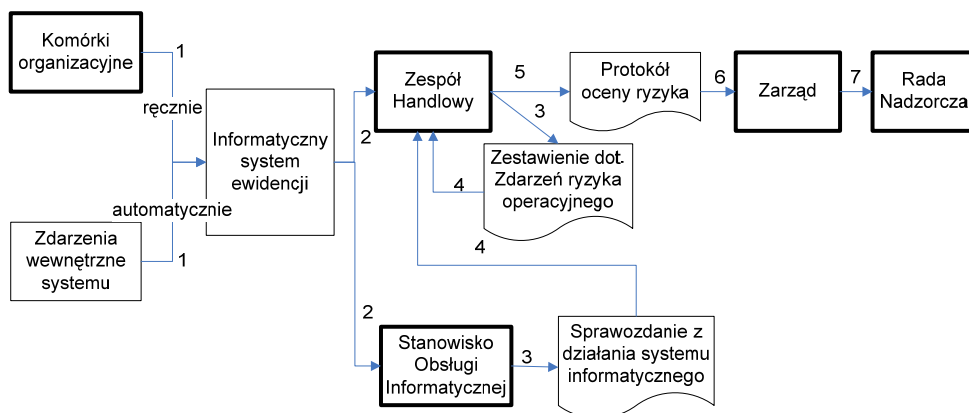 Komórki
organizacyjne
1
ręcznie
Informatyczny
system
ewidencji
automatycznie
Zdarzenia
wewnętrzne
systemu
1
2
Zespół
Handlowy
5
Protokół
oceny ryzyka
6
Zarząd
7
Rada
Nadzorcza
3
Zestawienie dot.
Zdarzeń ryzyka
operacyjnego
4
4
2
Stanowisko
Obsługi
Informatycznej
3
Sprawozdanie z
działania systemu
informatycznego